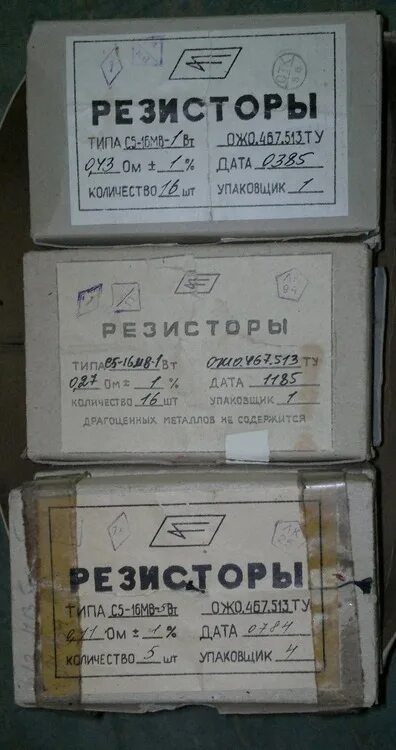 РЕЗИСТОРЫ
ТИПА С5-16МВ-1 Вт ОЖО.467.513 ТУ
0,43 Ом ± 1 % ДАТА 0385
КОЛИЧЕСТВО 16 шт УПАКОВЩИК 1
РЕЗИСТОРЫ
ТИПА С5-16МВ-1 Вт ОЖО.467.513 ТУ
0,27 Ом ± 1 % ДАТА 1185
КОЛИЧЕСТВО 16 шт УПАКОВЩИК 1
ДРАГОЦЕННЫХ МЕТАЛЛОВ НЕ СОДЕРЖИТСЯ
РЕЗИСТОРЫ
ТИПА С5-16МВ-5 Вт ОЖО.467.513 ТУ
0,11 Ом ± 1 % ДАТА 0784
КОЛИЧЕСТВО 5 шт УПАКОВЩИК 4